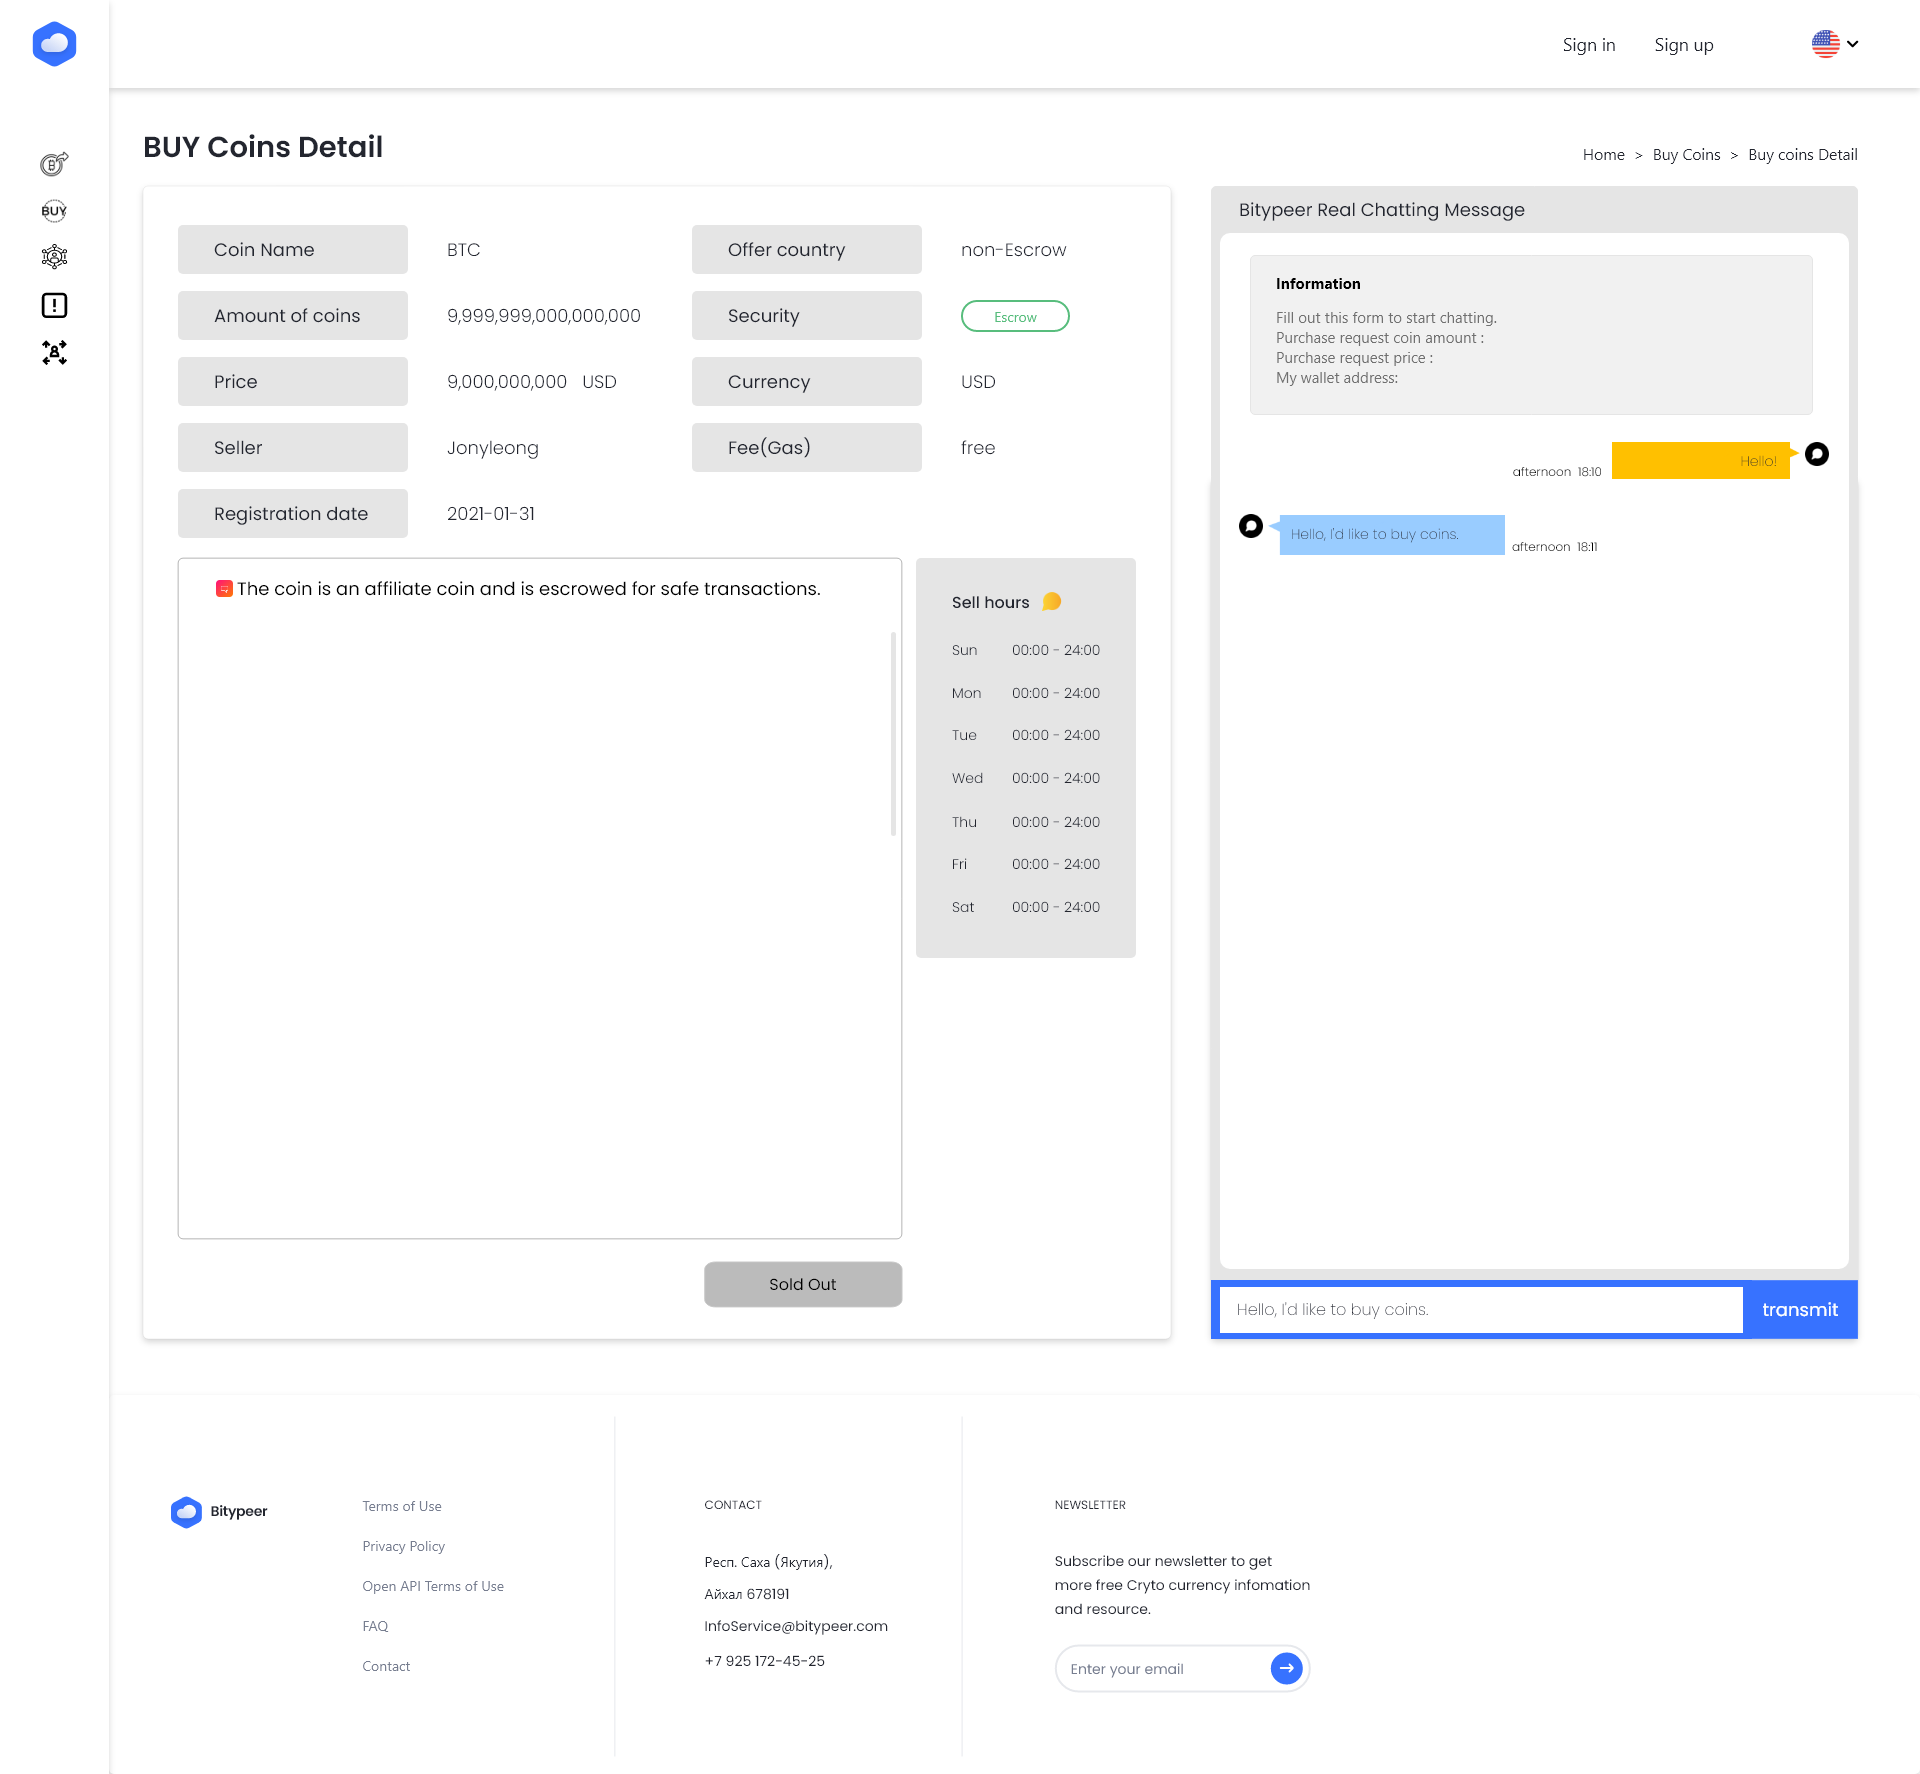 Sign in Sign up
BUY
BUY Coins Detail
Home > Buy Coins > Buy coins Detail
Coin Name BTC Offer country non-Escrow
Amount of coins 9,999,999,000,000,000 Security Escrow
Price 9,000,000,000 USD Currency USD
Seller Jonyleong Fee(Gas) free
Registration date 2021-01-31
The coin is an affiliate coin and is escrowed for safe transactions.
Sell hours
Sun 00:00 - 24:00
Mon 00:00 - 24:00
Tue 00:00 - 24:00
Wed 00:00 - 24:00
Thu 00:00 - 24:00
Fri 00:00 - 24:00
Sat 00:00 - 24:00
Sold Out
Bitypeer Real Chatting Message
Information
Fill out this form to start chatting.
Purchase request coin amount :
Purchase request price :
My wallet address:
afternoon 18:10 Hello!
Hello, I'd like to buy coins. afternoon 18:11
Hello, I'd like to buy coins. transmit
Bitypeer
Terms of Use
Privacy Policy
Open API Terms of Use
FAQ
Contact
CONTACT
Респ. Саха (Якутия),
Айхал 678191
InfoService@bitypeer.com
+7 925 172-45-25
NEWSLETTER
Subscribe our newsletter to get
more free Cryto currency infomation
and resource.
Enter your email